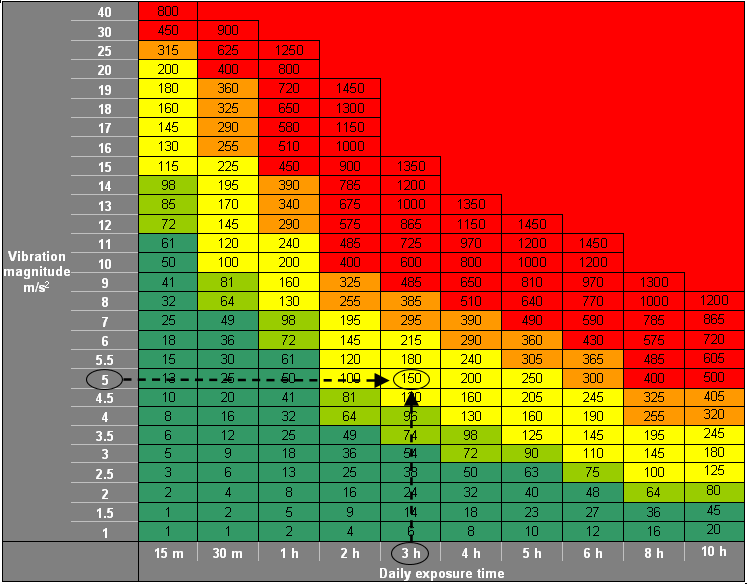 40 800
30 450 900
25 315 625 1250
20 200 400 800
19 180 360 720 1450
18 160 325 650 1300
17 145 290 580 1150
16 130 255 510 1000
15 115 225 450 900 1350
14 98 195 390 785 1200
13 85 170 340 675 1000 1350
12 72 145 290 575 865 1150 1450
11 61 120 240 485 725 970 1200 1450
10 50 100 200 400 600 800 1000 1200
Vibration magnitude m/s²
9 41 81 160 325 485 650 810 970 1300
8 32 64 130 255 385 510 640 770 1000 1200
7 25 49 98 195 295 390 490 590 785 865
6 18 36 72 145 215 290 360 430 575 720
5.5 15 30 61 120 180 240 305 365 485 605
5 13 25 50 100 150 200 250 300 400 500
4.5 10 20 41 81 120 160 205 245 325 405
4 8 16 32 64 96 130 160 190 255 320
3.5 6 12 25 49 74 98 125 145 195 245
3 5 9 18 36 54 72 90 110 145 180
2.5 3 6 13 25 38 50 63 75 100 125
2 2 4 8 16 24 32 40 48 64 80
1.5 1 2 5 9 14 18 23 27 36 45
1 1 1 2 4 6 8 10 12 16 20
15 m 30 m 1 h 2 h 3 h 4 h 5 h 6 h 8 h 10 h
Daily exposure time